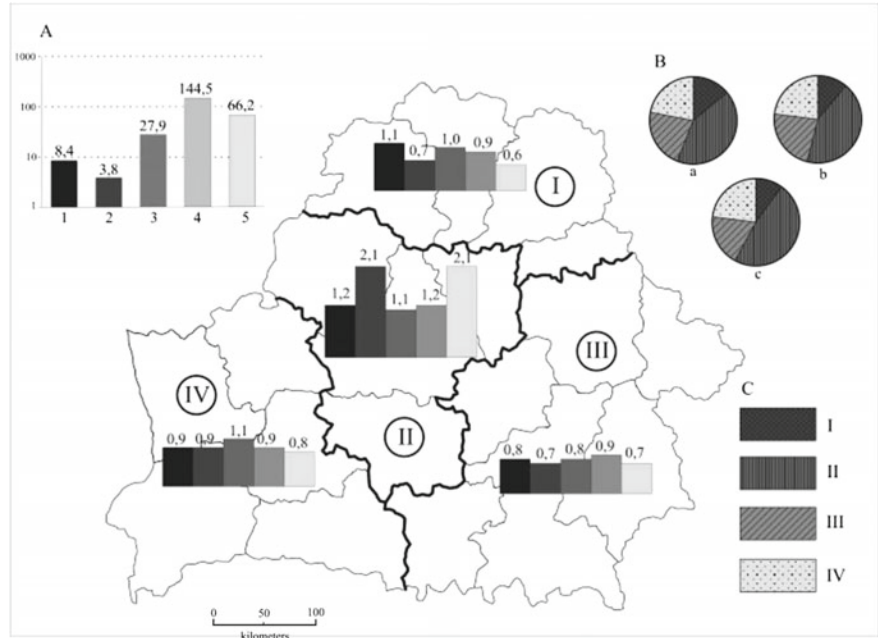 A
1000
100
10
1
8,4
3,8
27,9
144,5
66,2
1 2 3 4 5
B
a
b
c
1,1
0,7
1,0
0,9
0,6
I
1,2
2,1
1,1
1,2
2,1
III
IV
II
0,9
0,9
1,1
0,9
0,8
0,8
0,7
0,8
0,9
0,7
C
I
II
III
IV
0 50 100
kilometers